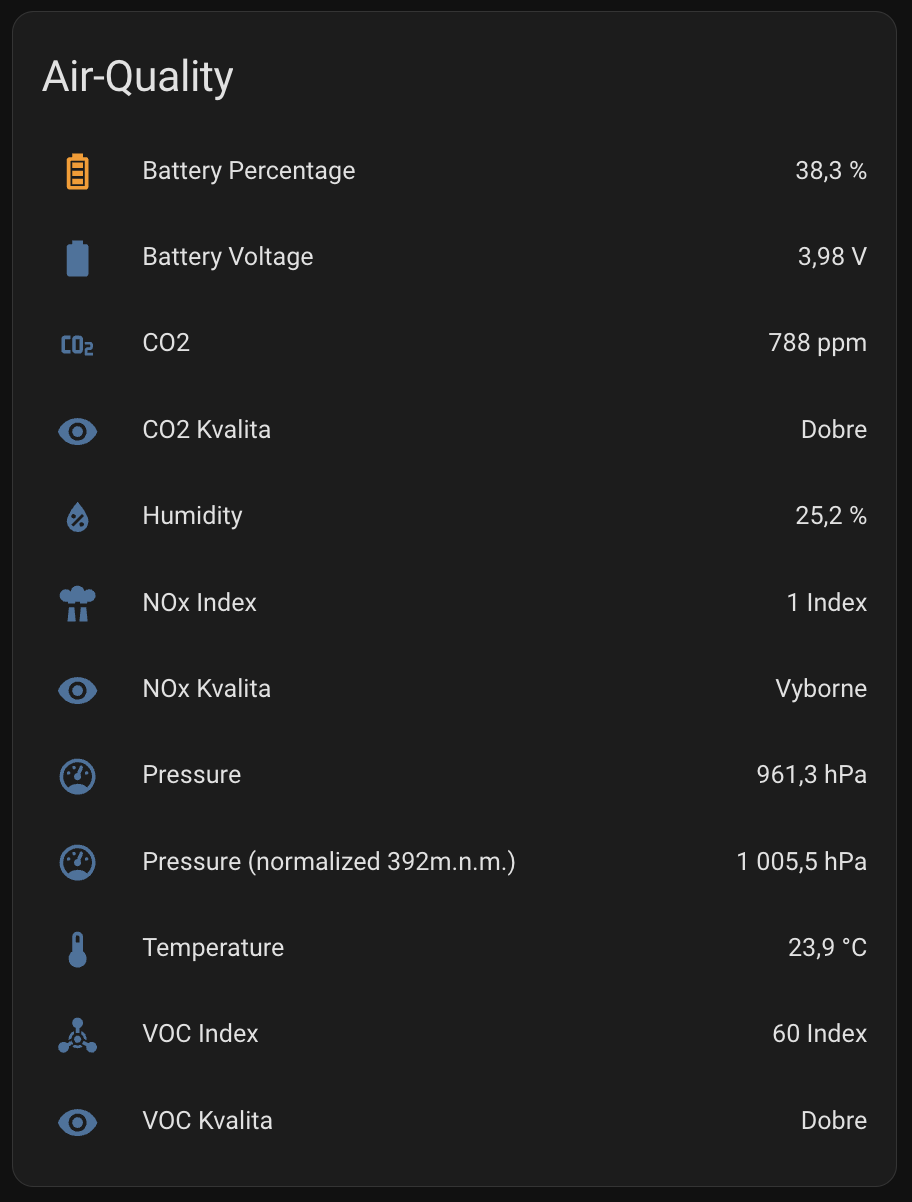 Air-Quality
Battery Percentage 38,3 %
Battery Voltage 3,98 V
CO2 CO2 788 ppm
CO2 Kvalita Dobre
Humidity 25,2 %
NOx Index 1 Index
NOx Kvalita Vyborne
Pressure 961,3 hPa
Pressure (normalized 392m.n.m.) 1 005,5 hPa
Temperature 23,9 °C
VOC Index 60 Index
VOC Kvalita Dobre